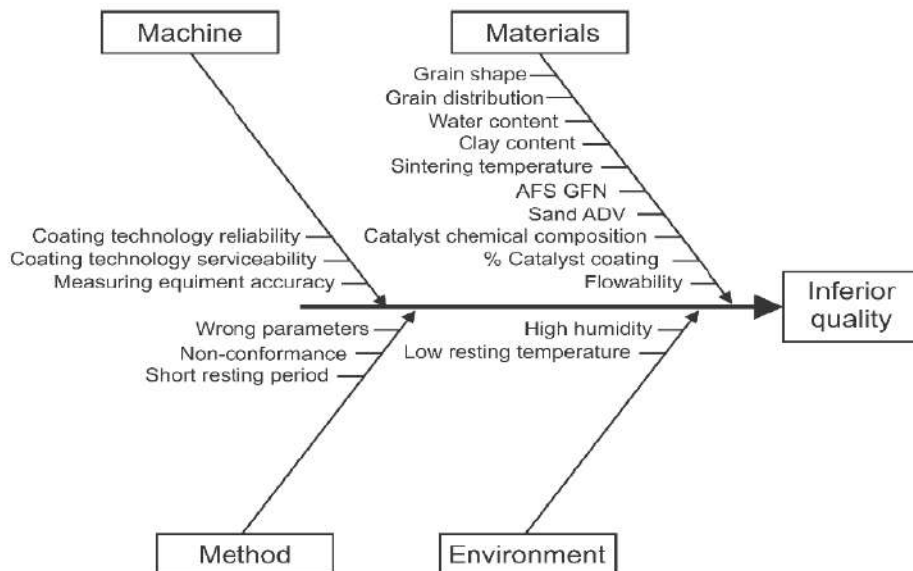 Machine
Materials
Grain shape
Grain distribution
Water content
Clay content
Sintering temperature
AFS GFN
Sand ADV
Coating technology reliability
Catalyst chemical composition
Coating technology serviceability
% Catalyst coating
Measuring equiment accuracy
Flowability
Inferior
quality
Wrong parameters
High humidity
Non-conformance
Low resting temperature
Short resting period
Method
Environment